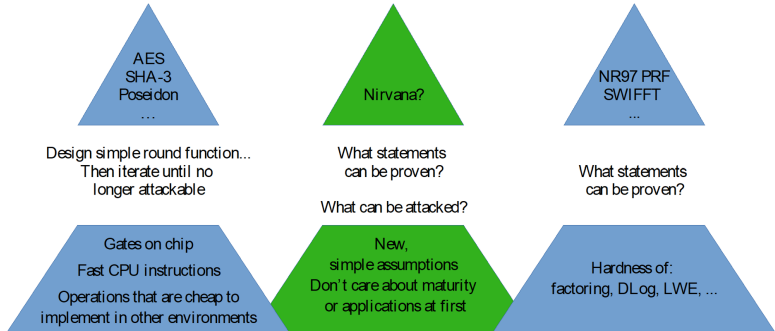 AES
SHA-3
Poseidon
...
Design simple round function...
Then iterate until no
longer attackable
Gates on chip
Fast CPU instructions
Operations that are cheap to
implement in other environments
Nirvana?
What statements
can be proven?
What can be attacked?
New,
simple assumptions
Don't care about maturity
or applications at first
NR97 PRF
SWIFFT
...
What statements
can be proven?
Hardness of:
factoring, DLog, LWE, ...